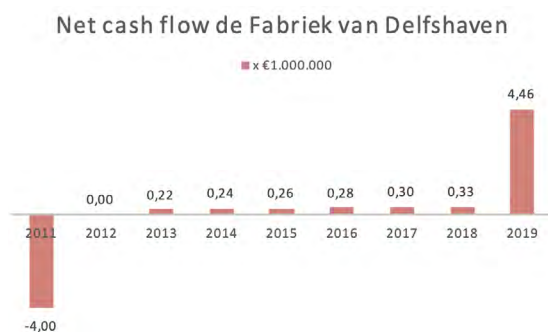 Net cash flow de Fabriek van Delfshaven
x €1.000.000
4,46
0,00 0,22 0,24 0,26 0,28 0,30 0,33
2011 2012 2013 2014 2015 2016 2017 2018 2019
-4,00